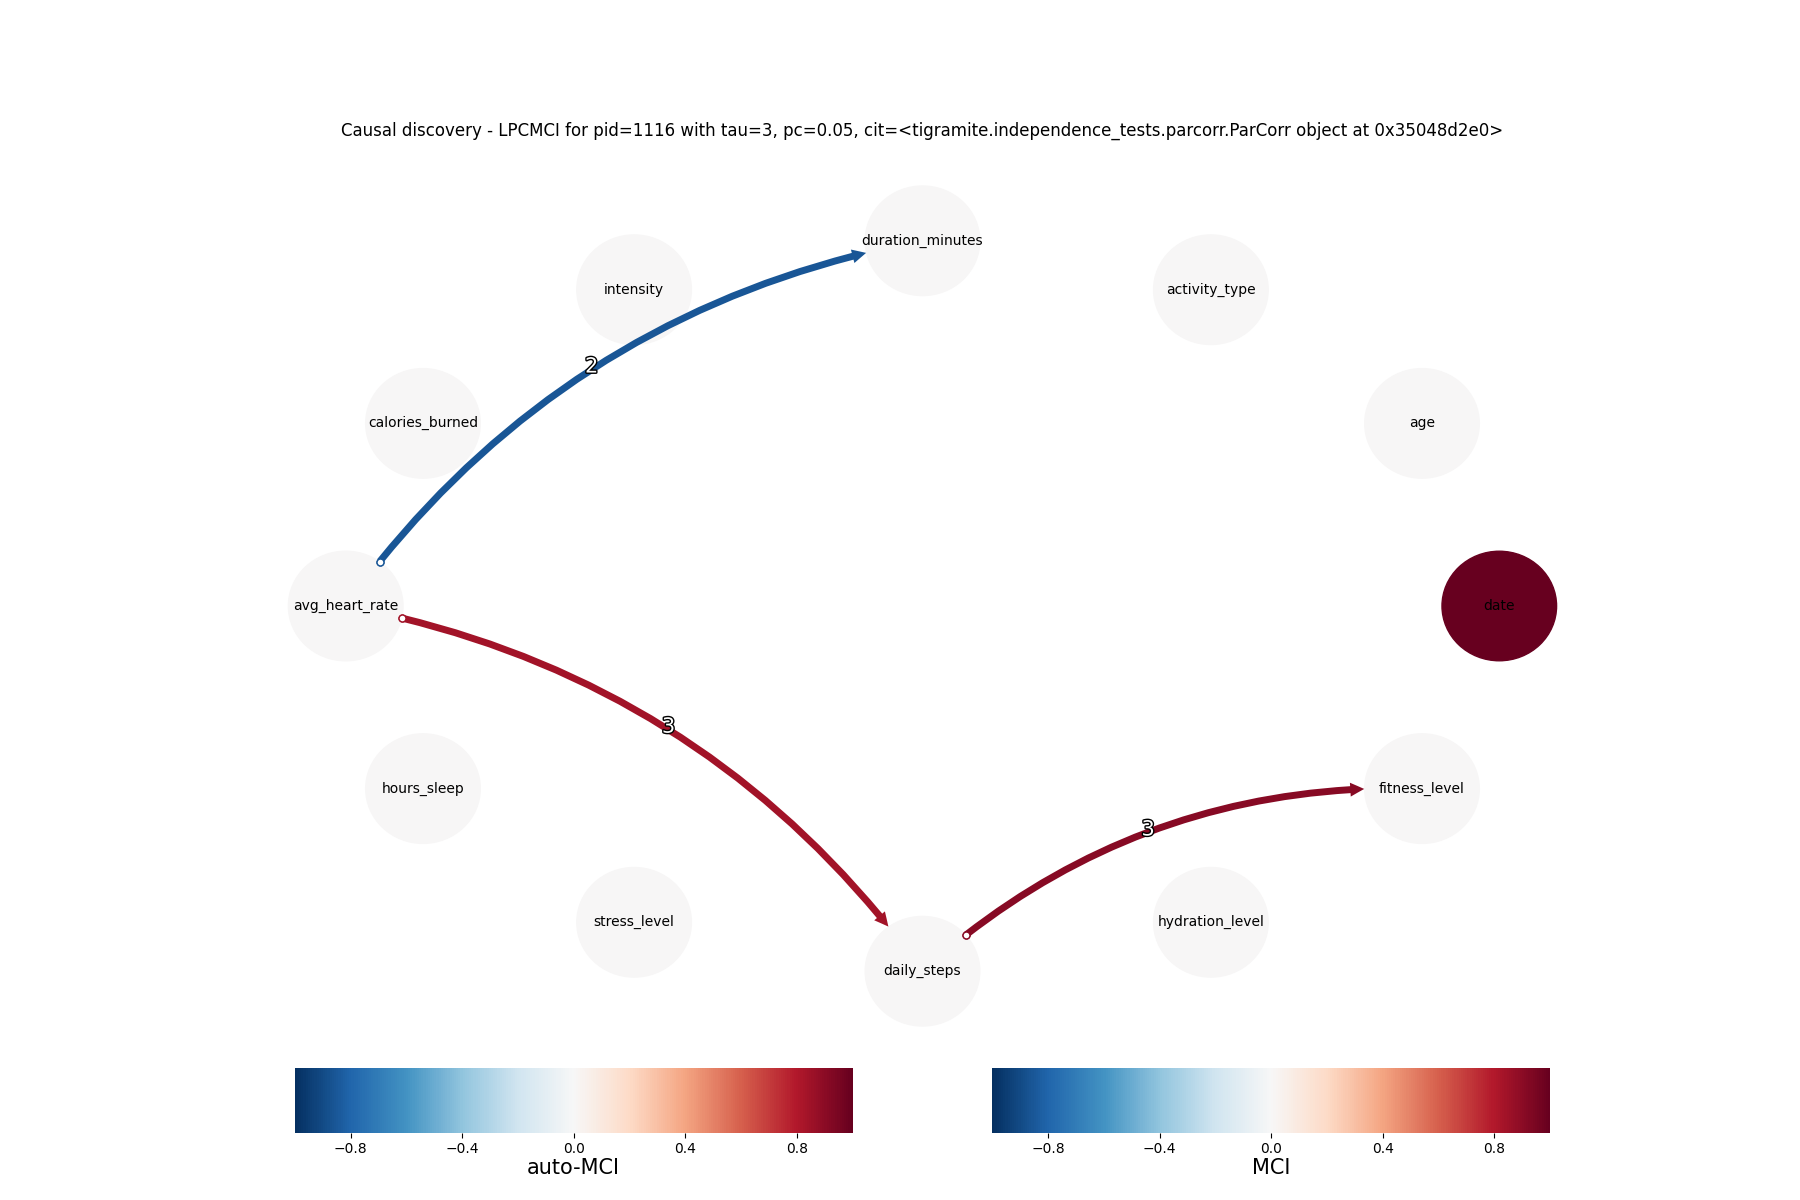 Causal discovery - LPCMCI for pid=1116 with tau=3, pc=0.05, cit=<tigramite.independence_tests.parcorr.ParCorr object at 0x35048d2e0>
duration_minutes
intensity
activity_type
2
calories_burned
age
avg_heart_rate
date
3
hours_sleep
fitness_level
3
stress_level
hydration_level
daily_steps
−0.8 −0.4 0.0 0.4 0.8
auto-MCI
−0.8 −0.4 0.0 0.4 0.8
MCI